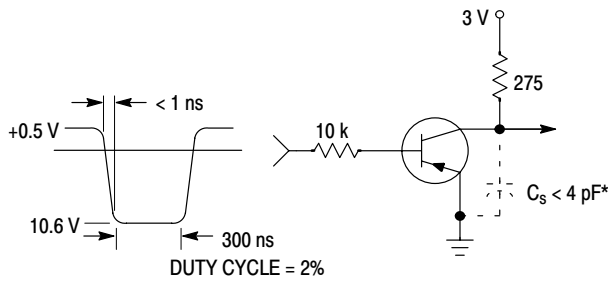 3 V
275
< 1 ns
+0.5 V
10 k
Cs < 4 pF*
10.6 V
300 ns
DUTY CYCLE = 2%